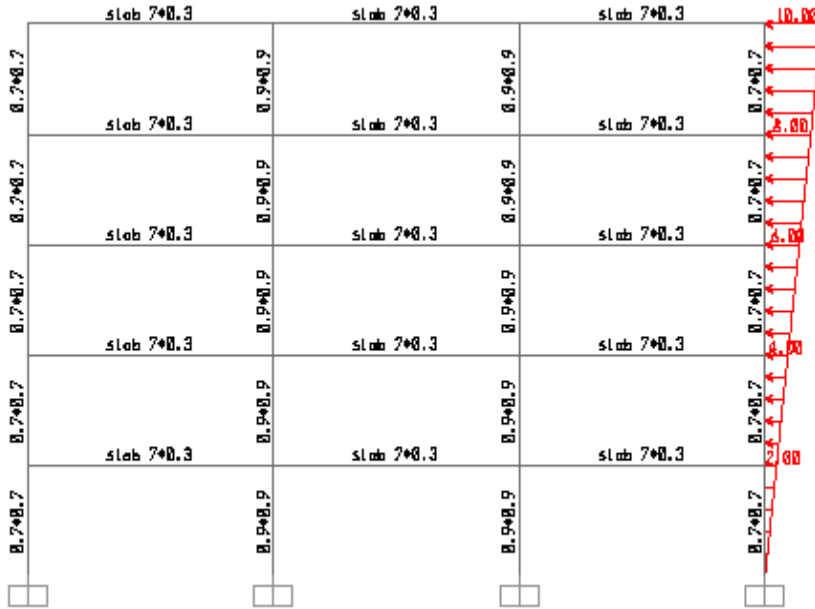 slab 7*0.3 slab 7*0.3 slab 7*0.3 10.00
0.7*0.7 0.9*0.9 0.9*0.9 0.7*0.7
slab 7*0.3 slab 7*0.3 slab 7*0.3 8.00
0.7*0.7 0.9*0.9 0.9*0.9 0.7*0.7
slab 7*0.3 slab 7*0.3 slab 7*0.3 6.00
0.7*0.7 0.9*0.9 0.9*0.9 0.7*0.7
slab 7*0.3 slab 7*0.3 slab 7*0.3 4.00
0.7*0.7 0.9*0.9 0.9*0.9 0.7*0.7
slab 7*0.3 slab 7*0.3 slab 7*0.3 2.00
0.7*0.7 0.9*0.9 0.9*0.9 0.7*0.7